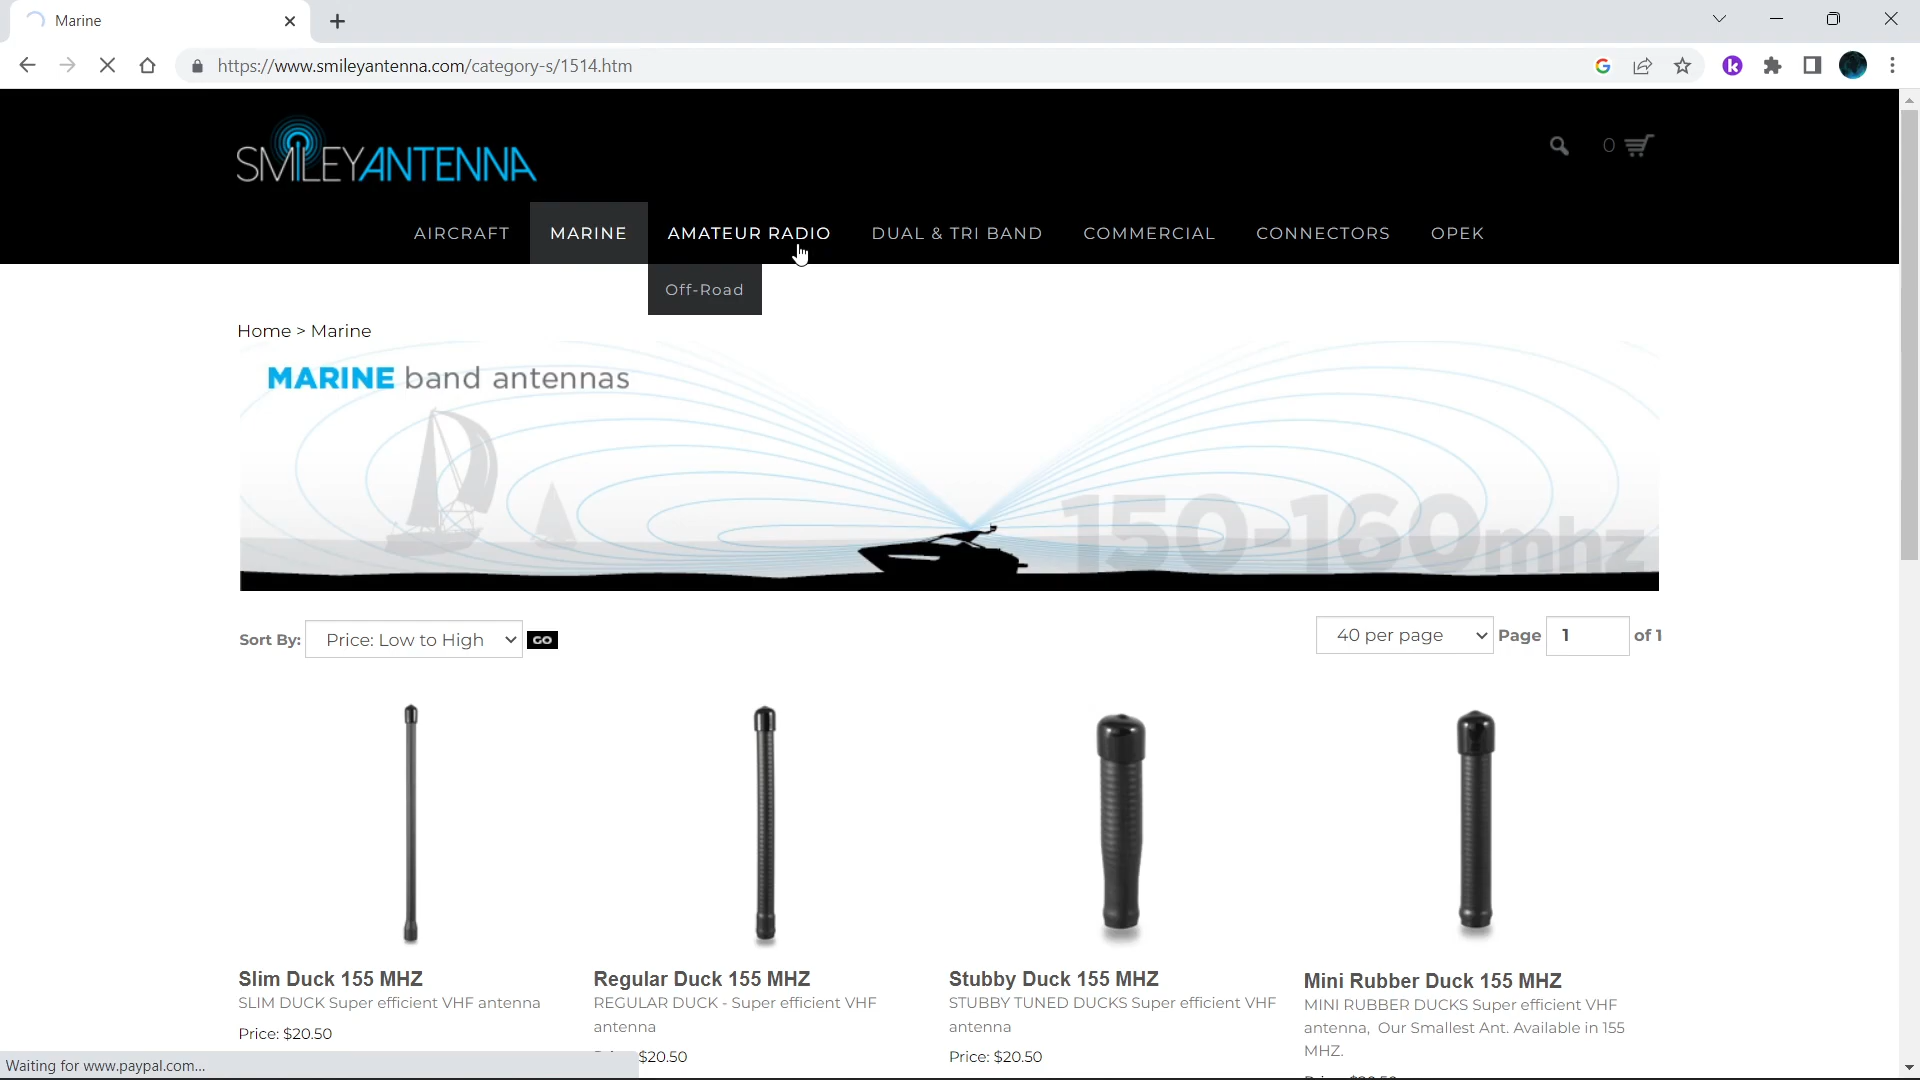 Marine
https://www.smileyantenna.com/category-s/1514.htm
SMILEYANTENNA
0
AIRCRAFT MARINE AMATEUR RADIO DUAL & TRI BAND COMMERCIAL CONNECTORS OPEK
Off-Road
Home > Marine
MARINE band antennas
150-160mhz
Sort By: Price: Low to High GO
40 per page Page 1 of 1
Slim Duck 155 MHZ
SLIM DUCK Super efficient VHF antenna
Price: $20.50
Regular Duck 155 MHZ
REGULAR DUCK - Super efficient VHF
antenna
$20.50
Stubby Duck 155 MHZ
STUBBY TUNED DUCKS Super efficient VHF
antenna
Price: $20.50
Mini Rubber Duck 155 MHZ
MINI RUBBER DUCKS Super efficient VHF
antenna, Our Smallest Ant. Available in 155
MHZ.
Waiting for www.paypal.com...